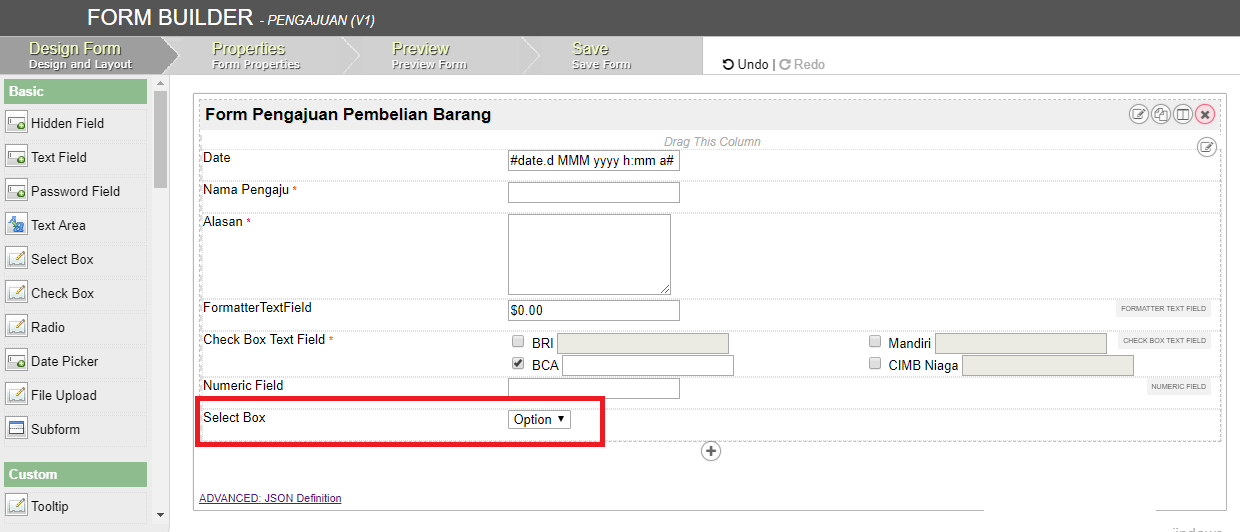 FORM BUILDER - PENGAJUAN (V1)
Design Form
Design and Layout
Properties
Form Properties
Preview
Preview Form
Save
Save Form
Undo | Redo
Basic
Hidden Field
Text Field
Password Field
Text Area
Select Box
Check Box
Radio
Date Picker
File Upload
Subform
Custom
Tooltip
Form Pengajuan Pembelian Barang
Drag This Column
Date #date.d MMM yyyy h:mm a#
Nama Pengaju *
Alasan *
FormatterTextField $0.00 FORMATTER TEXT FIELD
Check Box Text Field * BRI Mandiri CHECK BOX TEXT FIELD
BCA CIMB Niaga
Numeric Field NUMERIC FIELD
Select Box Option
ADVANCED: JSON Definition